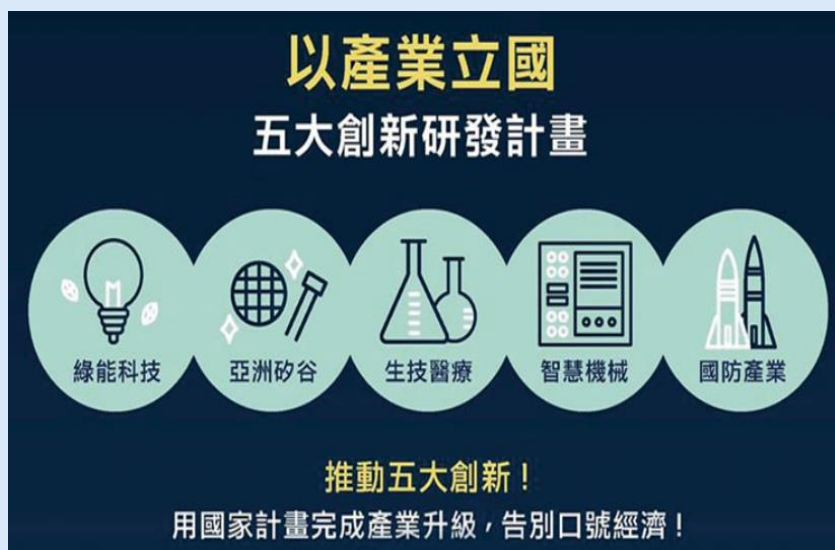 以產業立國
五大創新研發計畫
綠能科技
亞洲矽谷
生技醫療
智慧機械
國防產業
推動五大創新！
用國家計畫完成產業升級，告別口號經濟！